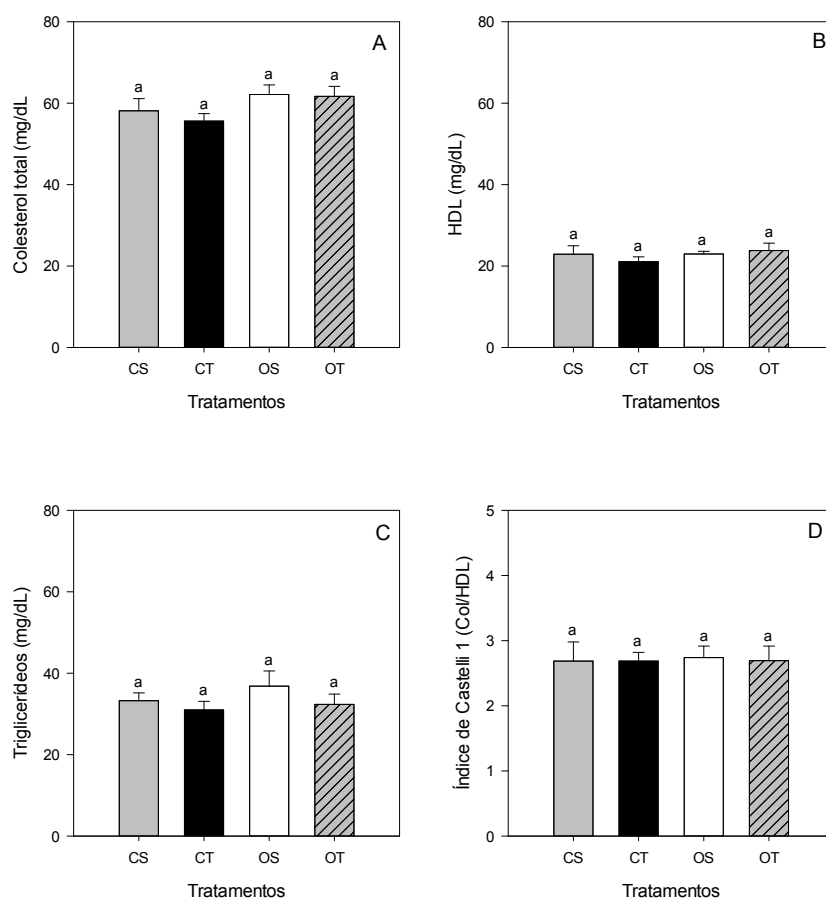 A
Colesterol total (mg/dL
80
60
40
20
0
a a a a
CS CT OS OT
Tratamentos
B
HDL (mg/dL)
80
60
40
20
0
a a a a
CS CT OS OT
Tratamentos
C
Triglicerídeos (mg/dL)
80
60
40
20
0
a a a a
CS CT OS OT
Tratamentos
D
Índice de Castelli 1 (Col/HDL)
5
4
3
2
1
0
a a a a
CS CT OS OT
Tratamentos